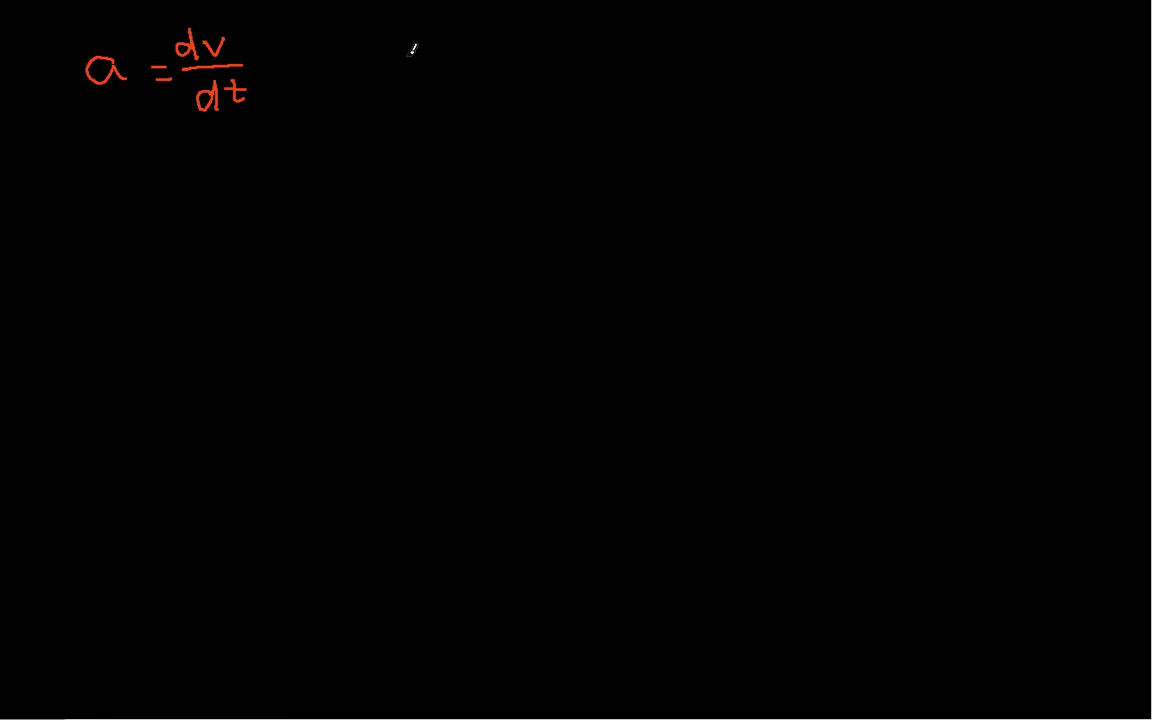 a = dv/dt